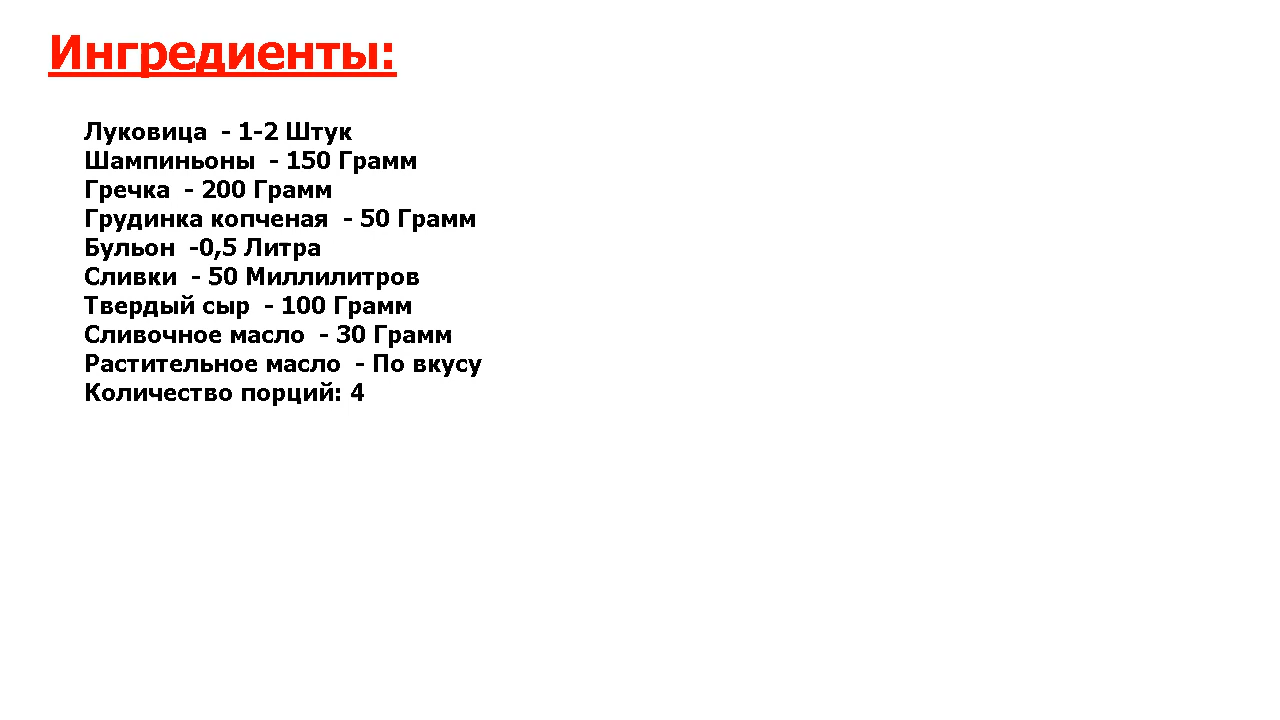 Ингредиенты:
Луковица  - 1-2 Штук
Шампиньоны  - 150 Грамм
Гречка  - 200 Грамм
Грудинка копченая  - 50 Грамм
Бульон  -0,5 Литра
Сливки  - 50 Миллилитров
Твердый сыр  - 100 Грамм
Сливочное масло  - 30 Грамм
Растительное масло  - По вкусу
Количество порций: 4